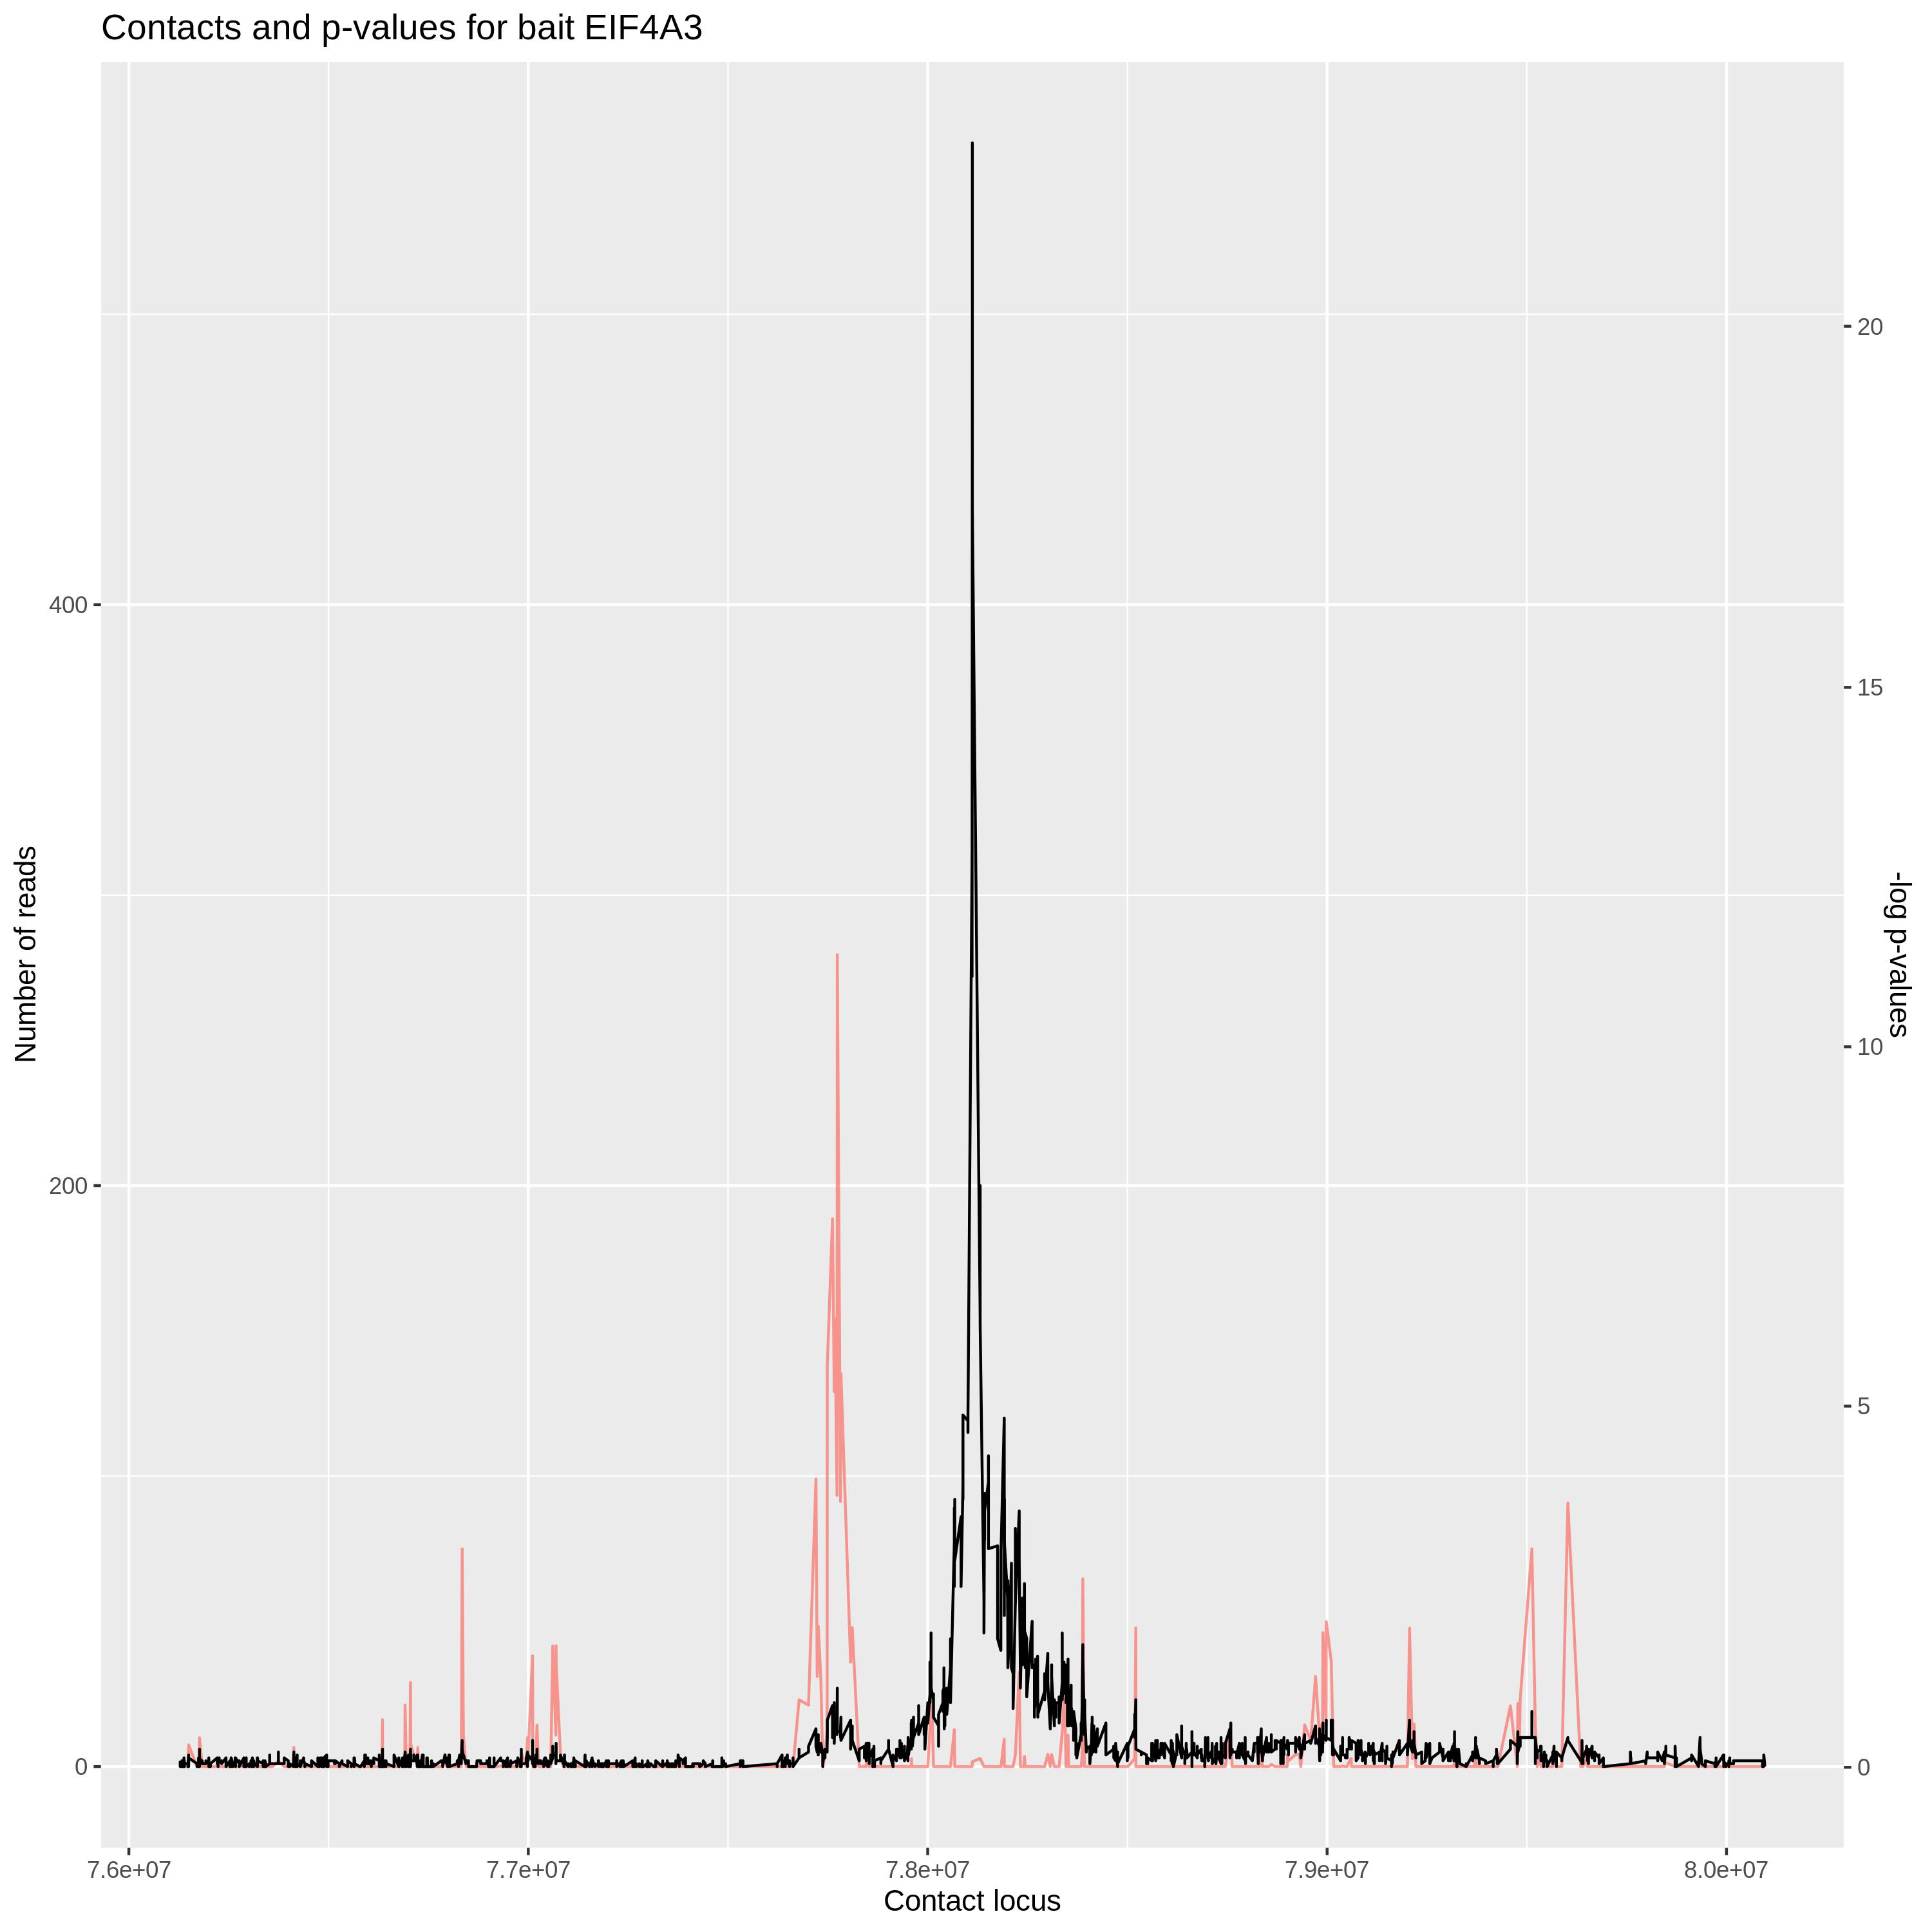 Contacts and p-values for bait EIF4A3
Number of reads
400
200
0
20
15
10
5
0
-log p-values
7.6e+07
7.7e+07
7.8e+07
7.9e+07
8.0e+07
Contact locus